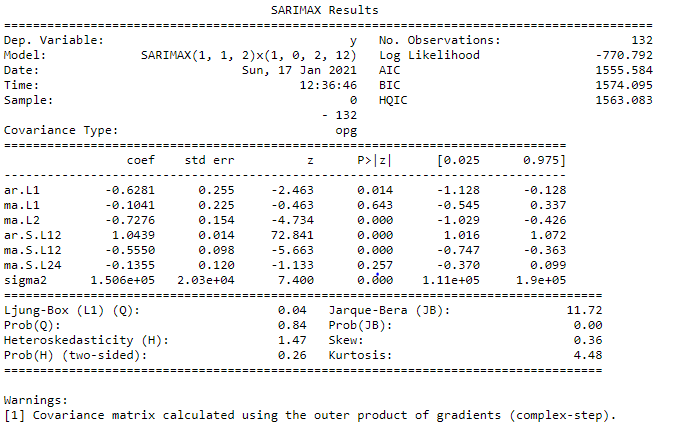 SARIMAX Results
==========================================================================================
Dep. Variable: y No. Observations: 132
Model: SARIMAX(1, 1, 2)x(1, 0, 2, 12) Log Likelihood -770.792
Date: Sun, 17 Jan 2021 AIC 1555.584
Time: 12:36:46 BIC 1574.095
Sample: 0 HQIC 1563.083
- 132
Covariance Type: opg
==============================================================================
coef std err z P>|z| [0.025 0.975]
------------------------------------------------------------------------------
ar.L1 -0.6281 0.255 -2.463 0.014 -1.128 -0.128
ma.L1 -0.1041 0.225 -0.463 0.643 -0.545 0.337
ma.L2 -0.7276 0.154 -4.734 0.000 -1.029 -0.426
ar.S.L12 1.0439 0.014 72.841 0.000 1.016 1.072
ma.S.L12 -0.5550 0.098 -5.663 0.000 -0.747 -0.363
ma.S.L24 -0.1355 0.120 -1.133 0.257 -0.370 0.099
sigma2 1.506e+05 2.03e+04 7.400 0.000 1.11e+05 1.9e+05
===================================================================================
Ljung-Box (L1) (Q): 0.04 Jarque-Bera (JB): 11.72
Prob(Q): 0.84 Prob(JB): 0.00
Heteroskedasticity (H): 1.47 Skew: 0.36
Prob(H) (two-sided): 0.26 Kurtosis: 4.48
===================================================================================
Warnings:
[1] Covariance matrix calculated using the outer product of gradients (complex-step).